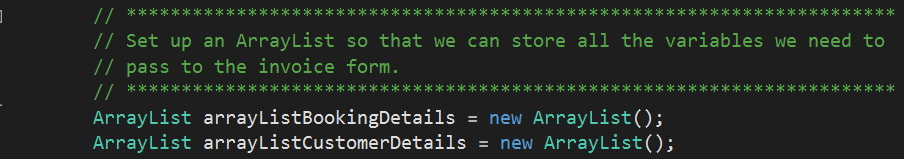 // **********************************************************************
// Set up an ArrayList so that we can store all the variables we need to
// pass to the invoice form.
// **********************************************************************
ArrayList arrayListBookingDetails = new ArrayList();
ArrayList arrayListCustomerDetails = new ArrayList();